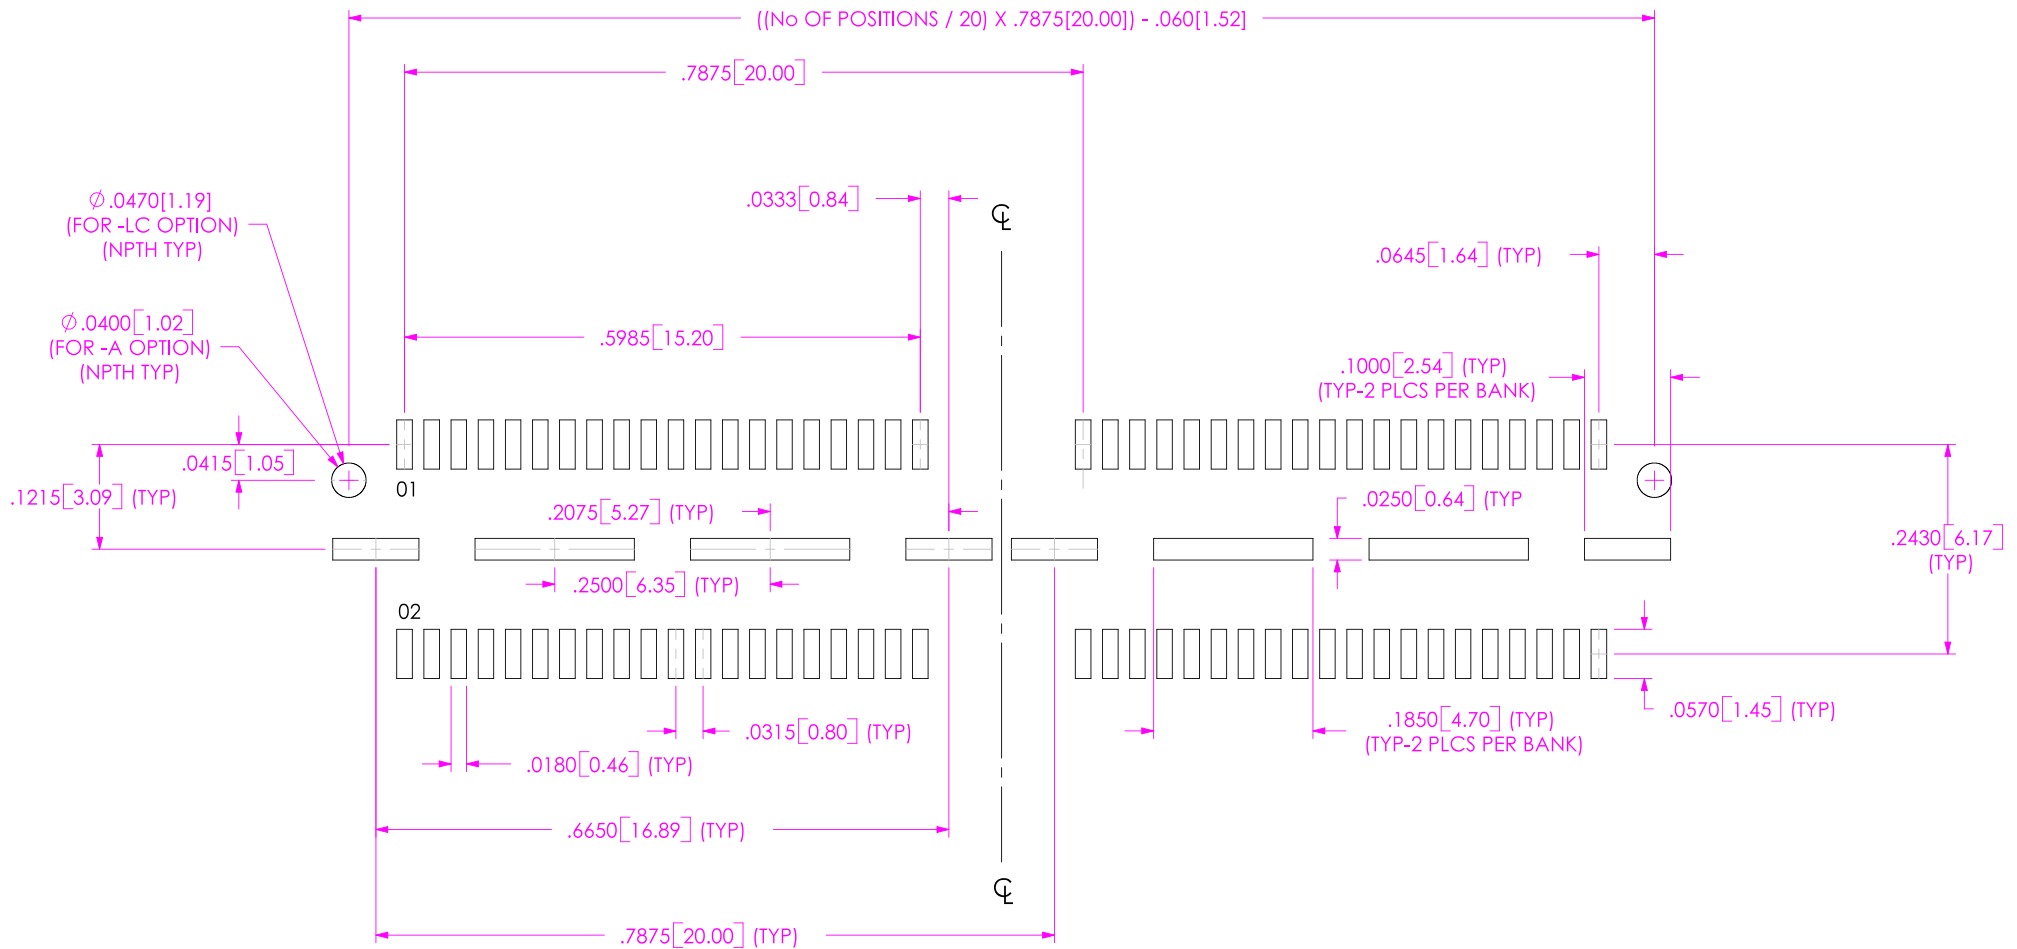 ((No OF POSITIONS / 20) X .7875[20.00]) - .060[1.52]
.7875[20.00]
Ø.0470[1.19]
(FOR -LC OPTION)
(NPTH TYP)
.0333[0.84]
℄
.0645[1.64] (TYP)
Ø.0400[1.02]
(FOR -A OPTION)
(NPTH TYP)
.5985[15.20]
.1000[2.54] (TYP)
(TYP-2 PLCS PER BANK)
.0415[1.05]
.1215[3.09] (TYP)
01
.2075[5.27] (TYP)
.0250[0.64] (TYP
.2430[6.17]
(TYP)
.2500[6.35] (TYP)
02
.0315[0.80] (TYP)
.1850[4.70] (TYP)
(TYP-2 PLCS PER BANK)
.0570[1.45] (TYP)
.0180[0.46] (TYP)
.6650[16.89] (TYP)
℄
.7875[20.00] (TYP)